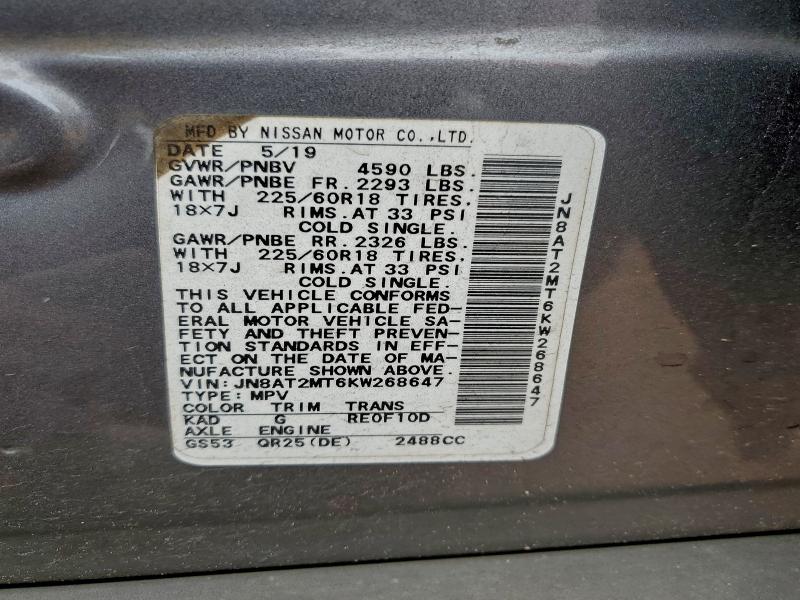 MFD BY NISSAN MOTOR CO.,LTD.
DATE 5/19
GVWR/PNBV 4590 LBS.
GAWR/PNBE FR. 2293 LBS.
WITH 225/60R18 TIRES.
18×7J RIMS.AT 33 PSI
COLD SINGLE.
GAWR/PNBE RR. 2326 LBS.
WITH 225/60R18 TIRES.
18×7J RIMS.AT 33 PSI
COLD SINGLE.
THIS VEHICLE CONFORMS
TO ALL APPLICABLE FED-
ERAL MOTOR VEHICLE SA-
FETY AND THEFT PREVEN-
TION STANDARDS IN EFF-
ECT ON THE DATE OF MA-
NUFACTURE SHOWN ABOVE.
VIN:JN8AT2MT6KW268647
TYPE: MPV
COLOR TRIM TRANS
KAD G RE0F10D
AXLE ENGINE
GS53 QR25(DE) 2488CC
JN8AT2MT6KW268647